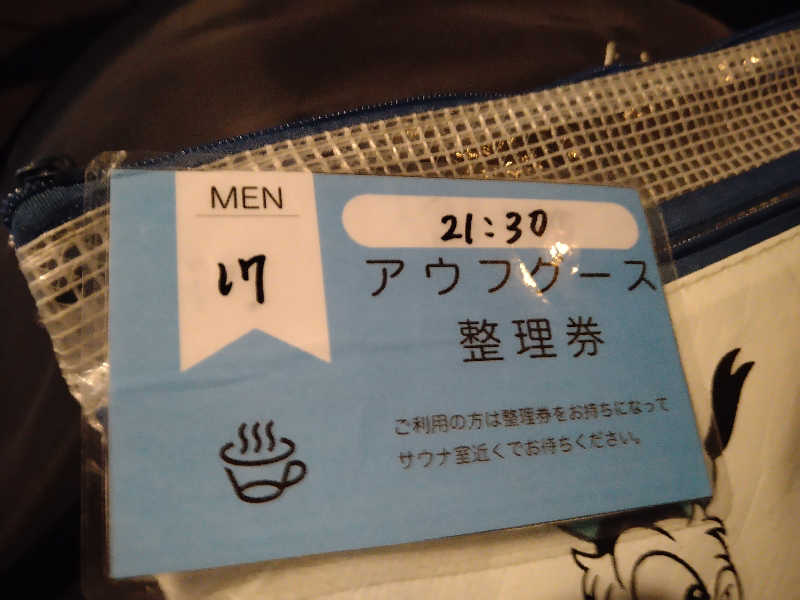 MEN
17
21:30
アウフグース
整理券
ご利用の方は整理券をお持ちになって
サウナ室近くでお待ちください。